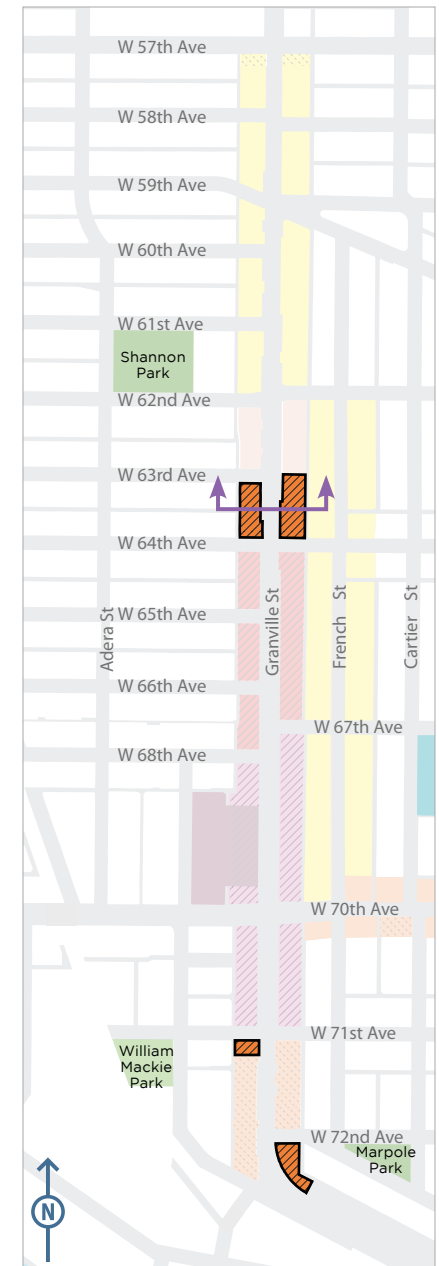 W 57th Ave
W 58th Ave
W 59th Ave
W 60th Ave
W 61st Ave
Shannon
Park
W 62nd Ave
W 63rd Ave
W 64th Ave
Adera St
Granville St
French St
Cartier St
W 65th Ave
W 66th Ave
W 67th Ave
W 68th Ave
W 70th Ave
W 71st Ave
William
Mackie
Park
W 72nd Ave
Marpole
Park
N